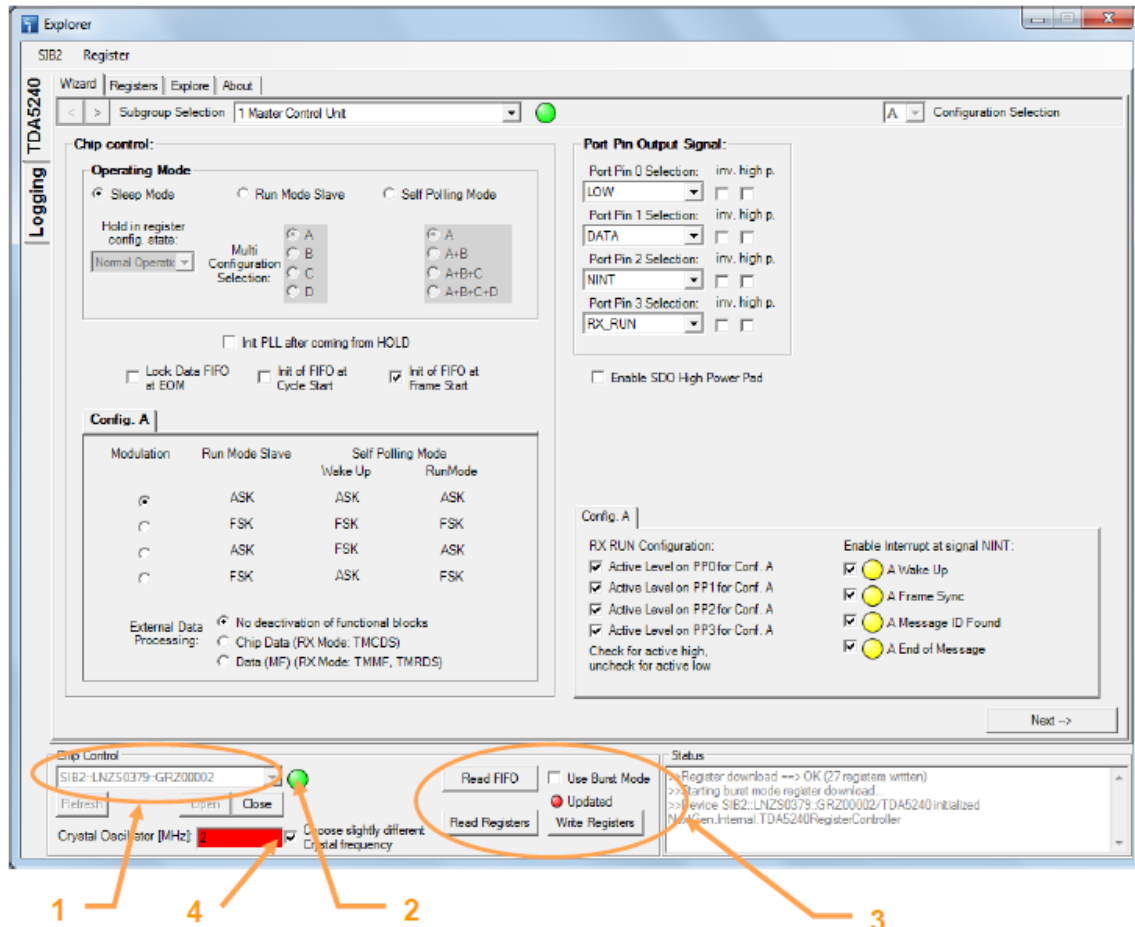 Explorer
SIB2 Register
TDA5240
Logging
Wizard Registers Explore About
< > Subgroup Selection 1 Master Control Unit A Configuration Selection
Chip control:
Operating Mode
Sleep Mode Run Mode Slave Self Polling Mode
Hold in register
config. state:
Normal Operatic
Multi
Configuration
Selection:
A
B
C
D
A
A+B
A+B+C
A+B+C+D
Init PLL after coming from HOLD
Lock Data FIFO
at EOM
Init of FIFO at
Cycle Start
Init of FIFO at
Frame Start
Config. A
Modulation Run Mode Slave Self Polling Mode
Wake Up RunMode
ASK ASK ASK
FSK FSK FSK
ASK FSK ASK
FSK ASK FSK
External Data
Processing:
No deactivation of functional blocks
Chip Data (RX Mode: TMCDS)
Data (MF) (RX Mode: TMMF, TMRDS)
Port Pin Output Signal:
Port Pin 0 Selection: inv. high p.
LOW
Port Pin 1 Selection: inv. high p.
DATA
Port Pin 2 Selection: inv. high p.
NINT
Port Pin 3 Selection: inv. high p.
RX_RUN
Enable SDO High Power Pad
Config. A
RX RUN Configuration:
Active Level on PP0 for Conf. A
Active Level on PP1 for Conf. A
Active Level on PP2 for Conf. A
Active Level on PP3 for Conf. A
Check for active high,
uncheck for active low
Enable Interrupt at signal NINT:
A Wake Up
A Frame Sync
A Message ID Found
A End of Message
Next -->
Chip Control
SIB2::LNZS0379::GRZ00002
Refresh Open Close
Crystal Oscillator [MHz]: 2
Choose slightly different
Crystal frequency
Read FIFO Use Burst Mode
Updated
Read Registers Write Registers
Status
>>Register download ==> OK (27 registers written)
>>Starting burst mode register download...
>>Device SIB2::LNZS0379::GRZ00002/TDA5240 initialized
NextGen.Internal.TDA5240RegisterController
1 4 2 3